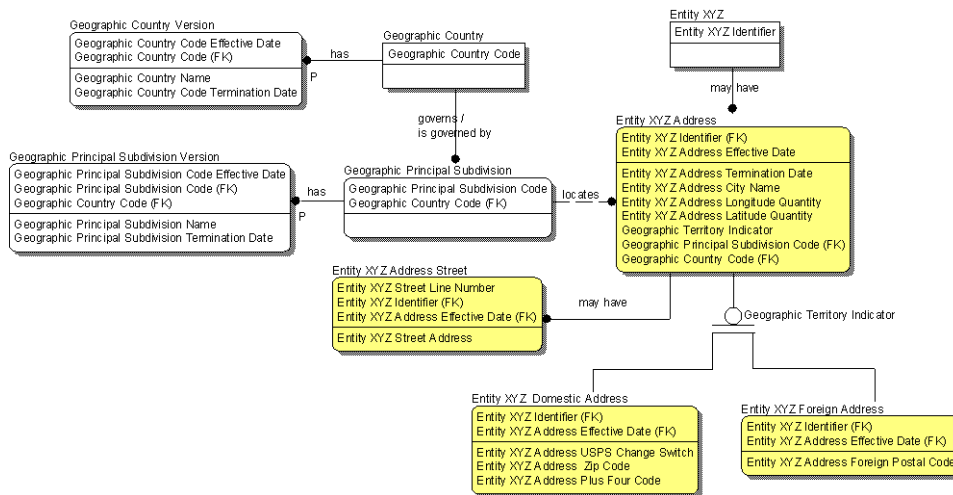 Geographic Country Version
Geographic Country Code Effective Date
Geographic Country Code (FK)
Geographic Country Name
Geographic Country Code Termination Date
has
P
Geographic Country
Geographic Country Code
Entity XYZ
Entity XYZ Identifier
may have
governs /
is governed by
Entity XYZ Address
Entity XYZ Identifier (FK)
Entity XYZ Address Effective Date
Entity XYZ Address Termination Date
Entity XYZ Address City Name
Entity XYZ Address Longitude Quantity
Entity XYZ Address Latitude Quantity
Geographic Territory Indicator
Geographic Principal Subdivision Code (FK)
Geographic Country Code (FK)
Geographic Principal Subdivision Version
Geographic Principal Subdivision Code Effective Date
Geographic Principal Subdivision Code (FK)
Geographic Country Code (FK)
Geographic Principal Subdivision Name
Geographic Principal Subdivision Termination Date
has
P
Geographic Principal Subdivision
Geographic Principal Subdivision Code
Geographic Country Code (FK)
locates
Entity XYZ Address Street
Entity XYZ Street Line Number
Entity XYZ Identifier (FK)
Entity XYZ Address Effective Date (FK)
Entity XYZ Street Address
may have
Geographic Territory Indicator
Entity XYZ Domestic Address
Entity XYZ Identifier (FK)
Entity XYZ Address Effective Date (FK)
Entity XYZ Address USPS Change Switch
Entity XYZ Address Zip Code
Entity XYZ Address Plus Four Code
Entity XYZ Foreign Address
Entity XYZ Identifier (FK)
Entity XYZ Address Effective Date (FK)
Entity XYZ Address Foreign Postal Code